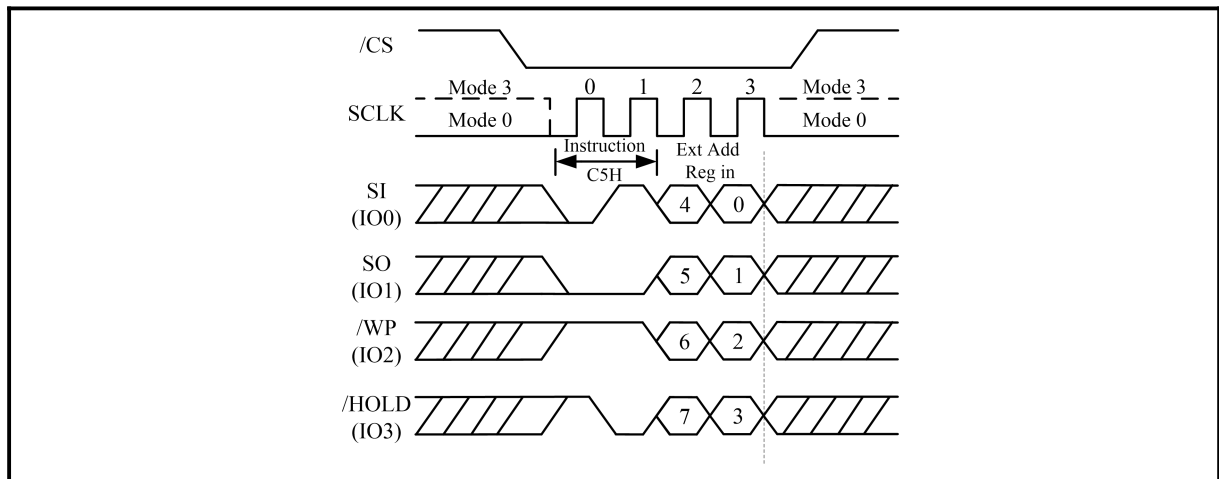 /CS
Mode 3 0 1 2 3 Mode 3
SCLK
Mode 0 Mode 0
Instruction Ext Add
C5H Reg in
SI
(IO0)
4 0
SO
(IO1)
5 1
/WP
(IO2)
6 2
/HOLD
(IO3)
7 3